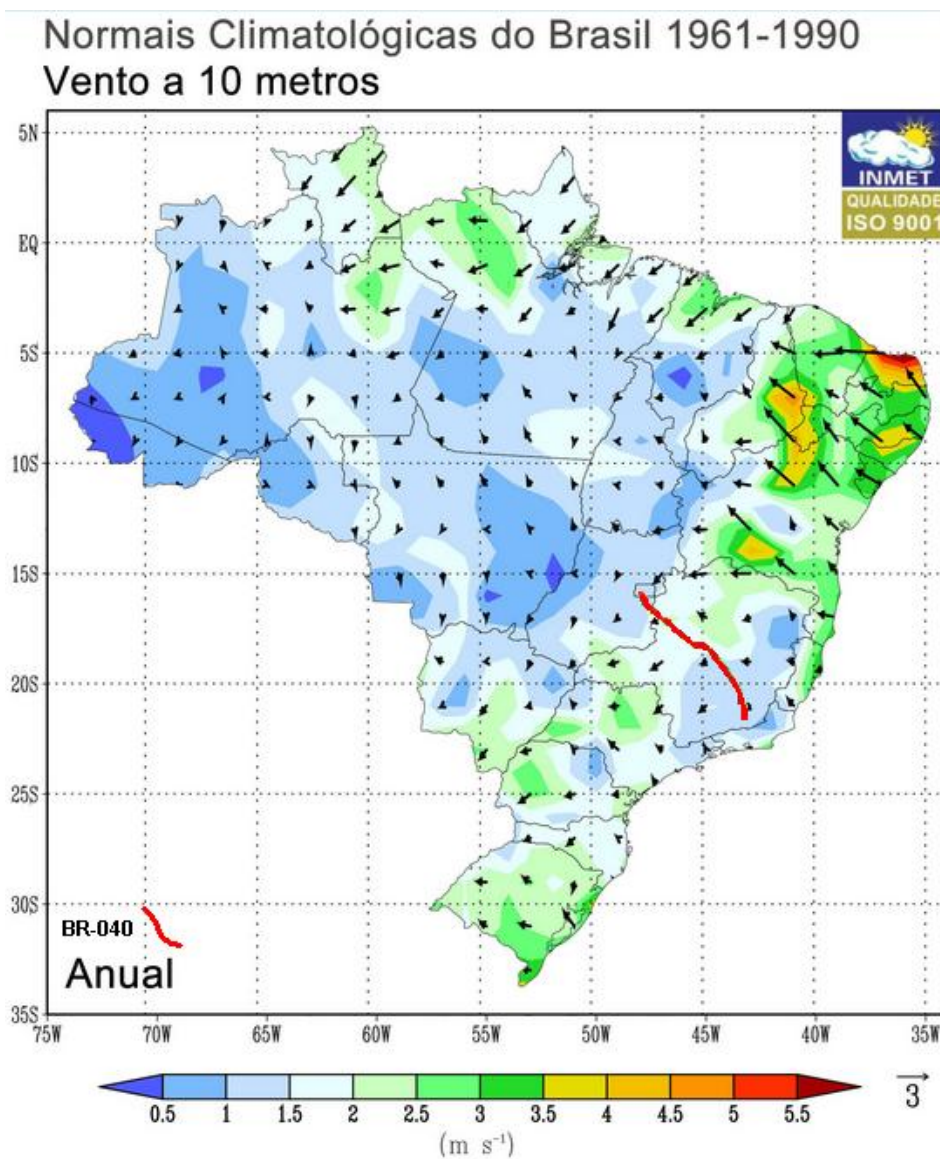 Normais Climatológicas do Brasil 1961-1990
Vento a 10 metros
INMET
QUALIDADE
ISO 9001
5N
EQ
5S
10S
15S
20S
25S
30S
35S
BR-040
Anual
75W 70W 65W 60W 55W 50W 45W 40W 35W
0.5 1 1.5 2 2.5 3 3.5 4 4.5 5 5.5
3
(m s⁻¹)